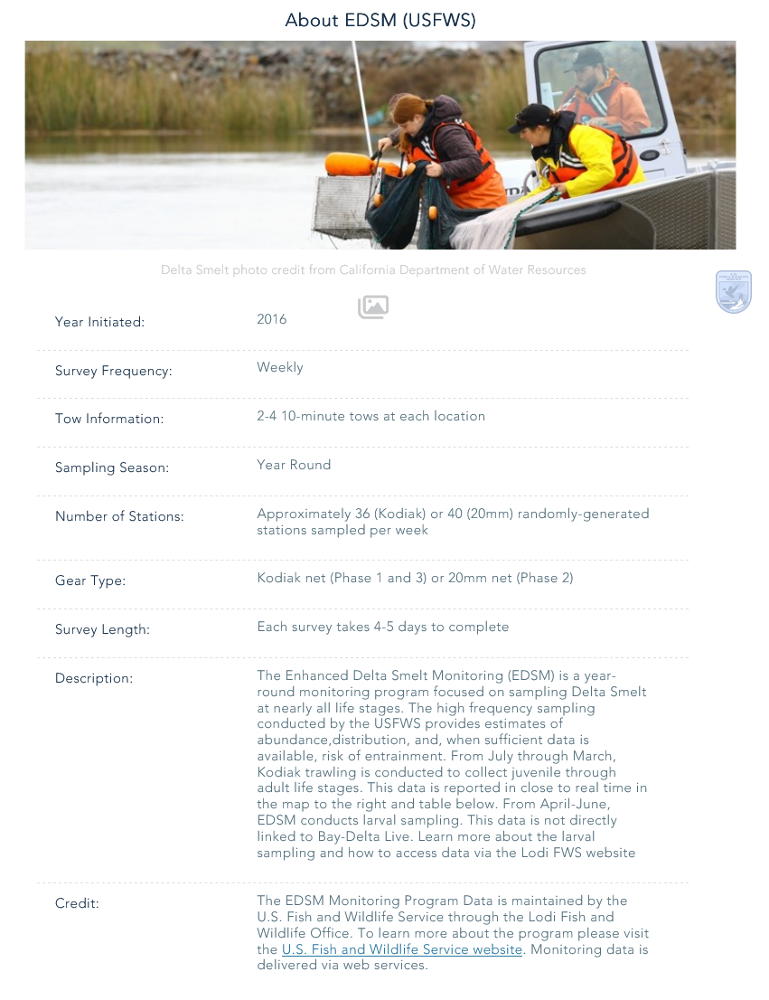 About EDSM (USFWS)
Delta Smelt photo credit from California Department of Water Resources
Year Initiated:
2016
Survey Frequency:
Weekly
Tow Information:
2-4 10-minute tows at each location
Sampling Season:
Year Round
Number of Stations:
Approximately 36 (Kodiak) or 40 (20mm) randomly-generated
stations sampled per week
Gear Type:
Kodiak net (Phase 1 and 3) or 20mm net (Phase 2)
Survey Length:
Each survey takes 4-5 days to complete
Description:
The Enhanced Delta Smelt Monitoring (EDSM) is a year-
round monitoring program focused on sampling Delta Smelt
at nearly all life stages. The high frequency sampling
conducted by the USFWS provides estimates of
abundance,distribution, and, when sufficient data is
available, risk of entrainment. From July through March,
Kodiak trawling is conducted to collect juvenile through
adult life stages. This data is reported in close to real time in
the map to the right and table below. From April-June,
EDSM conducts larval sampling. This data is not directly
linked to Bay-Delta Live. Learn more about the larval
sampling and how to access data via the Lodi FWS website
Credit:
The EDSM Monitoring Program Data is maintained by the
U.S. Fish and Wildlife Service through the Lodi Fish and
Wildlife Office. To learn more about the program please visit
the U.S. Fish and Wildlife Service website. Monitoring data is
delivered via web services.